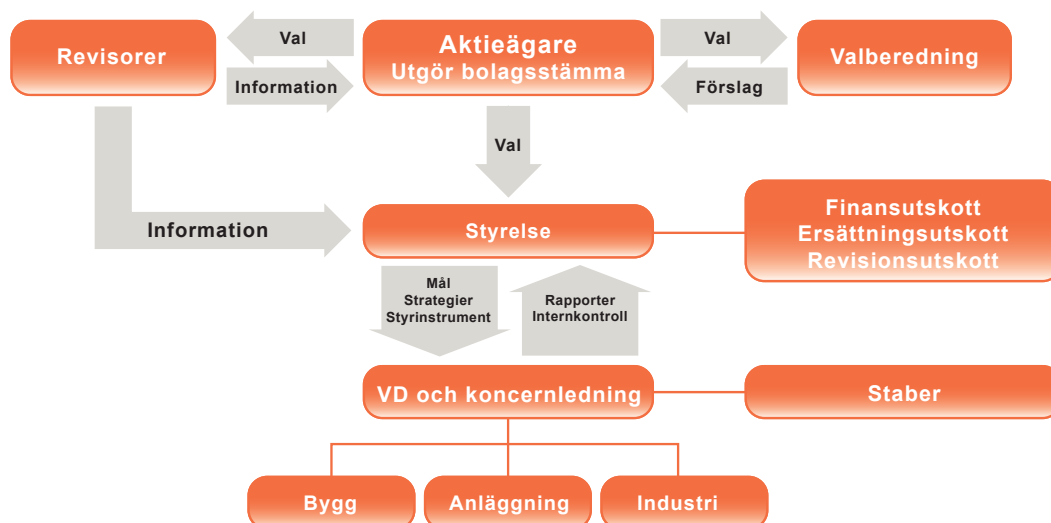 Revisorer
Val
Aktieägare
Utgör bolagsstämma
Val
Valberedning
Information
Förslag
Val
Information
Styrelse
Finansutskott
Ersättningsutskott
Revisionsutskott
Mål
Strategier
Styrinstrument
Rapporter
Internkontroll
VD och koncernledning
Staber
Bygg
Anläggning
Industri